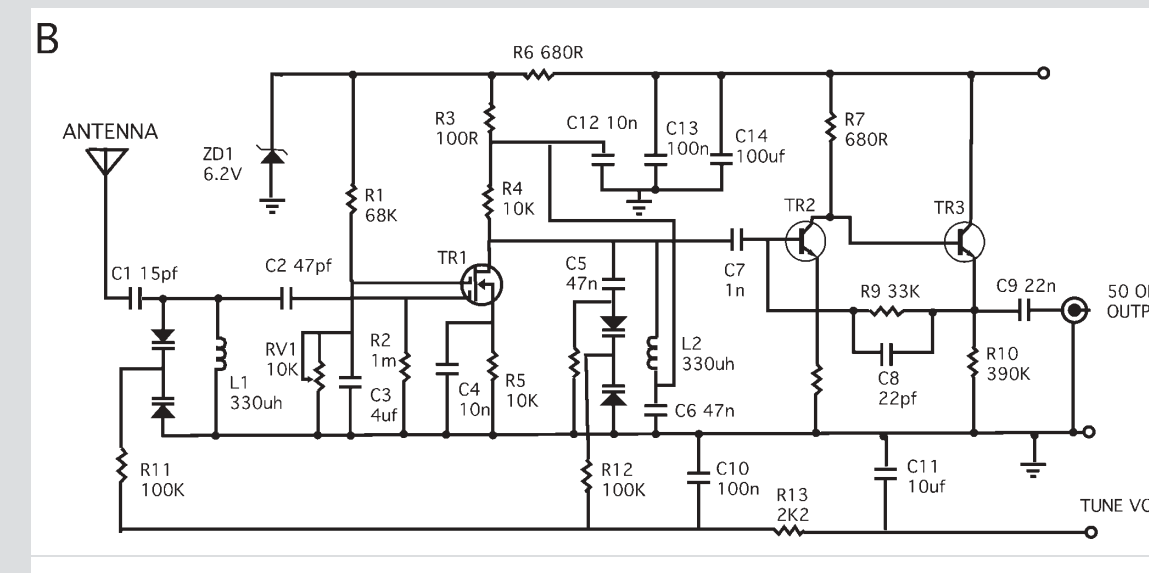 B
R6 680R
ANTENNA
ZD1
6.2V
R3
100R
C12 10n
C13
100n
C14
100uf
R7
680R
R1
68K
R4
10K
TR2
TR3
C1 15pf
C2 47pf
TR1
C5
47n
C7
1n
R9 33K
C9 22n
50
OUTP
RV1
10K
R2
1m
L1
330uh
C3
4uf
C4
10n
R5
10K
L2
330uh
C6 47n
C8
22pf
R10
390K
R11
100K
R12
100K
C10
100n
R13
2K2
C11
10uf
TUNE